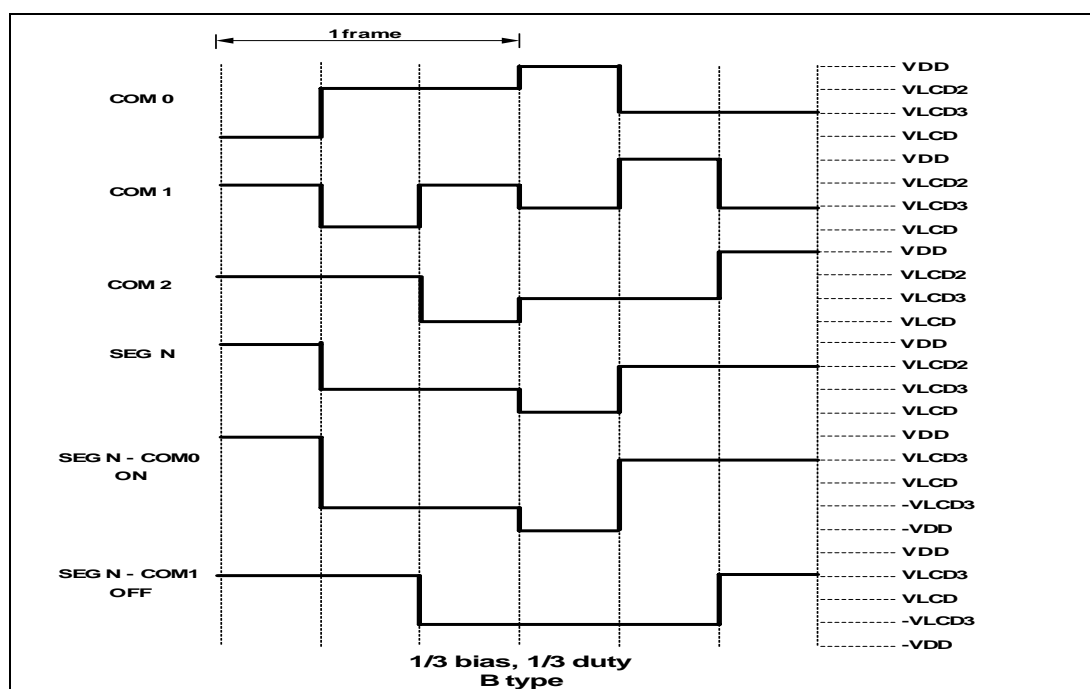 1 frame
COM 0
VDD
VLCD2
VLCD3
VLCD
COM 1
VDD
VLCD2
VLCD3
VLCD
COM 2
VDD
VLCD2
VLCD3
VLCD
SEG N
VDD
VLCD2
VLCD3
VLCD
SEG N - COM0
ON
VDD
VLCD3
VLCD
-VLCD3
-VDD
SEG N - COM1
OFF
VDD
VLCD3
VLCD
-VLCD3
-VDD
1/3 bias, 1/3 duty
B type